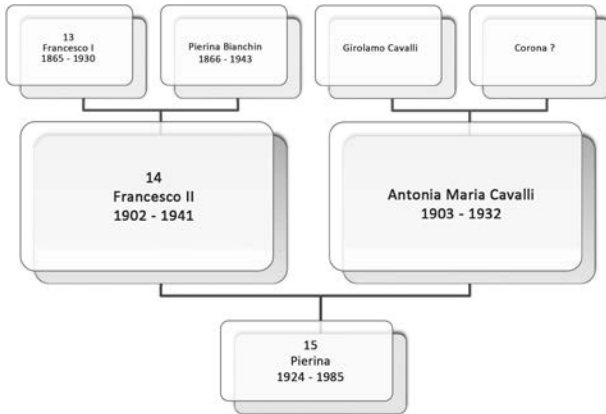 13
Francesco I
1865 - 1930
Pierina Bianchin
1866 - 1943
Girolamo Cavalli
Corona ?
14
Francesco II
1902 - 1941
Antonia Maria Cavalli
1903 - 1932
15
Pierina
1924 - 1985